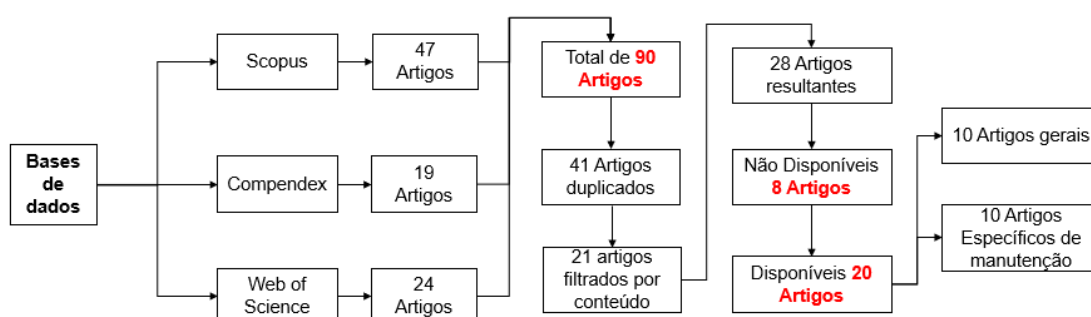 Bases
de
dados
Scopus
47
Artigos
Compendex
19
Artigos
Web of
Science
24
Artigos
Total de 90
Artigos
41 Artigos
duplicados
21 artigos
filtrados por
conteúdo
28 Artigos
resultantes
Não Disponíveis
8 Artigos
Disponíveis 20
Artigos
10 Artigos gerais
10 Artigos
Específicos de
manutenção